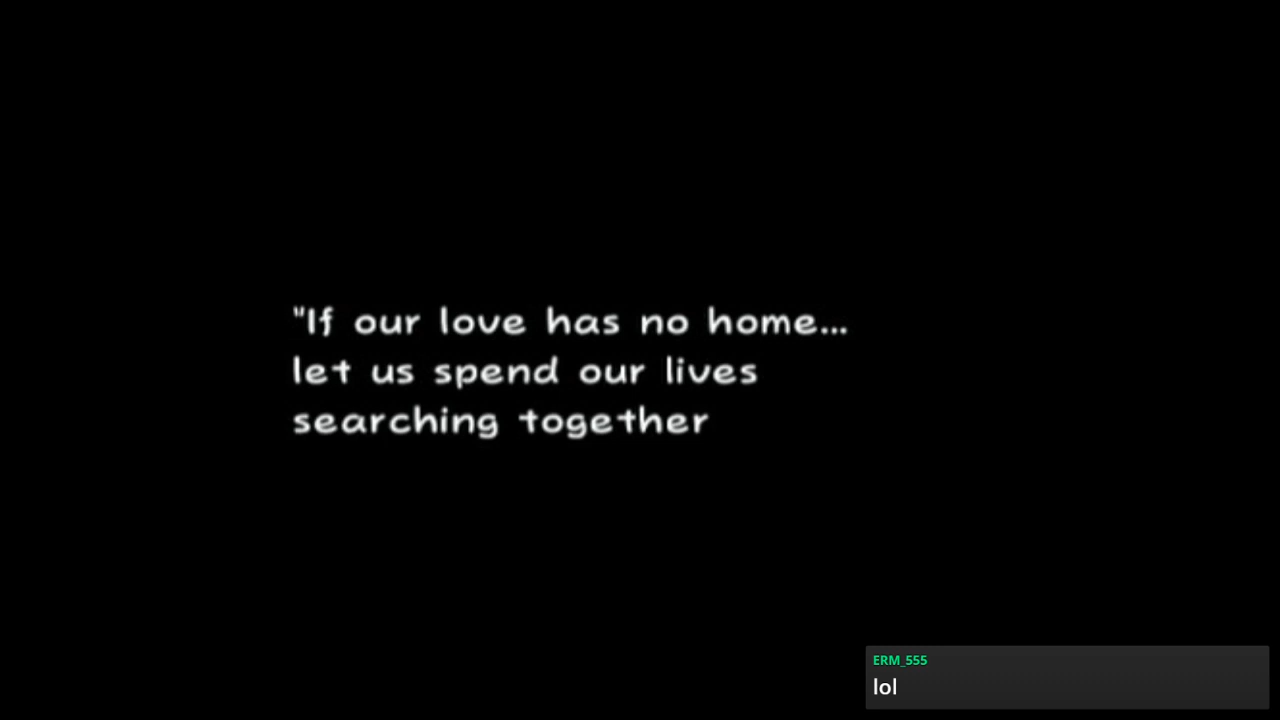 "If our love has no home...
let us spend our lives
searching together
ERM_555
lol